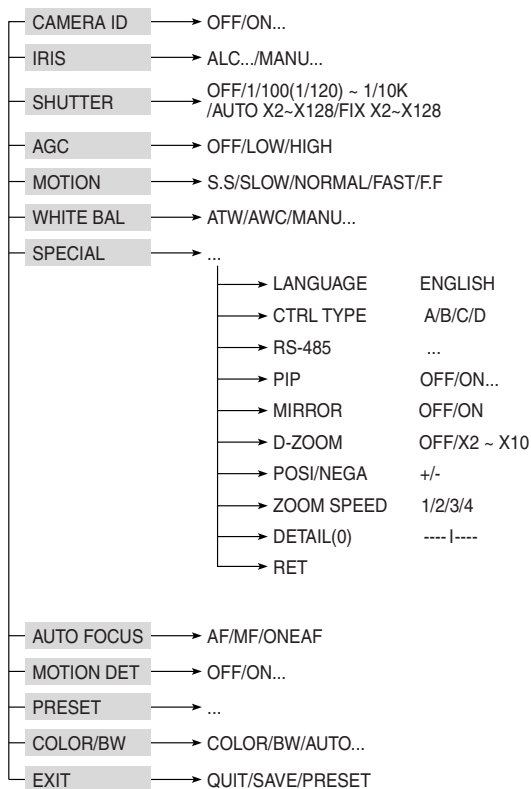 CAMERA ID OFF/ON...
IRIS ALC.../MANU...
SHUTTER OFF/1/100(1/120) ~ 1/10K
/AUTO X2~X128/FIX X2~X128
AGC OFF/LOW/HIGH
MOTION S.S/SLOW/NORMAL/FAST/F.F
WHITE BAL ATW/AWC/MANU...
SPECIAL ...
LANGUAGE ENGLISH
CTRL TYPE A/B/C/D
RS-485 ...
PIP OFF/ON...
MIRROR OFF/ON
D-ZOOM OFF/X2 ~ X10
POSI/NEGA +/-
ZOOM SPEED 1/2/3/4
DETAIL(0) ----I----
RET
AUTO FOCUS AF/MF/ONEAF
MOTION DET OFF/ON...
PRESET ...
COLOR/BW COLOR/BW/AUTO...
EXIT QUIT/SAVE/PRESET